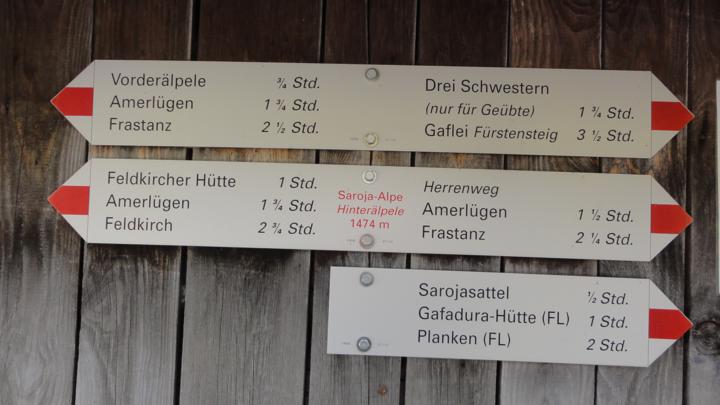 Vorderälpele ¾ Std.
Amerlügen 1 ¾ Std.
Frastanz 2 ½ Std.
Drei Schwestern
(nur für Geübte) 1 ¾ Std.
Gaflei Fürstensteig 3 ½ Std.
Feldkircher Hütte 1 Std.
Amerlügen 1 ¾ Std.
Feldkirch 2 ¾ Std.
Saroja-Alpe
Hinterälpele
1474 m
Herrenweg
Amerlügen 1 ½ Std.
Frastanz 2 ¼ Std.
Sarojasattel ½ Std.
Gafadura-Hütte (FL) 1 Std.
Planken (FL) 2 Std.